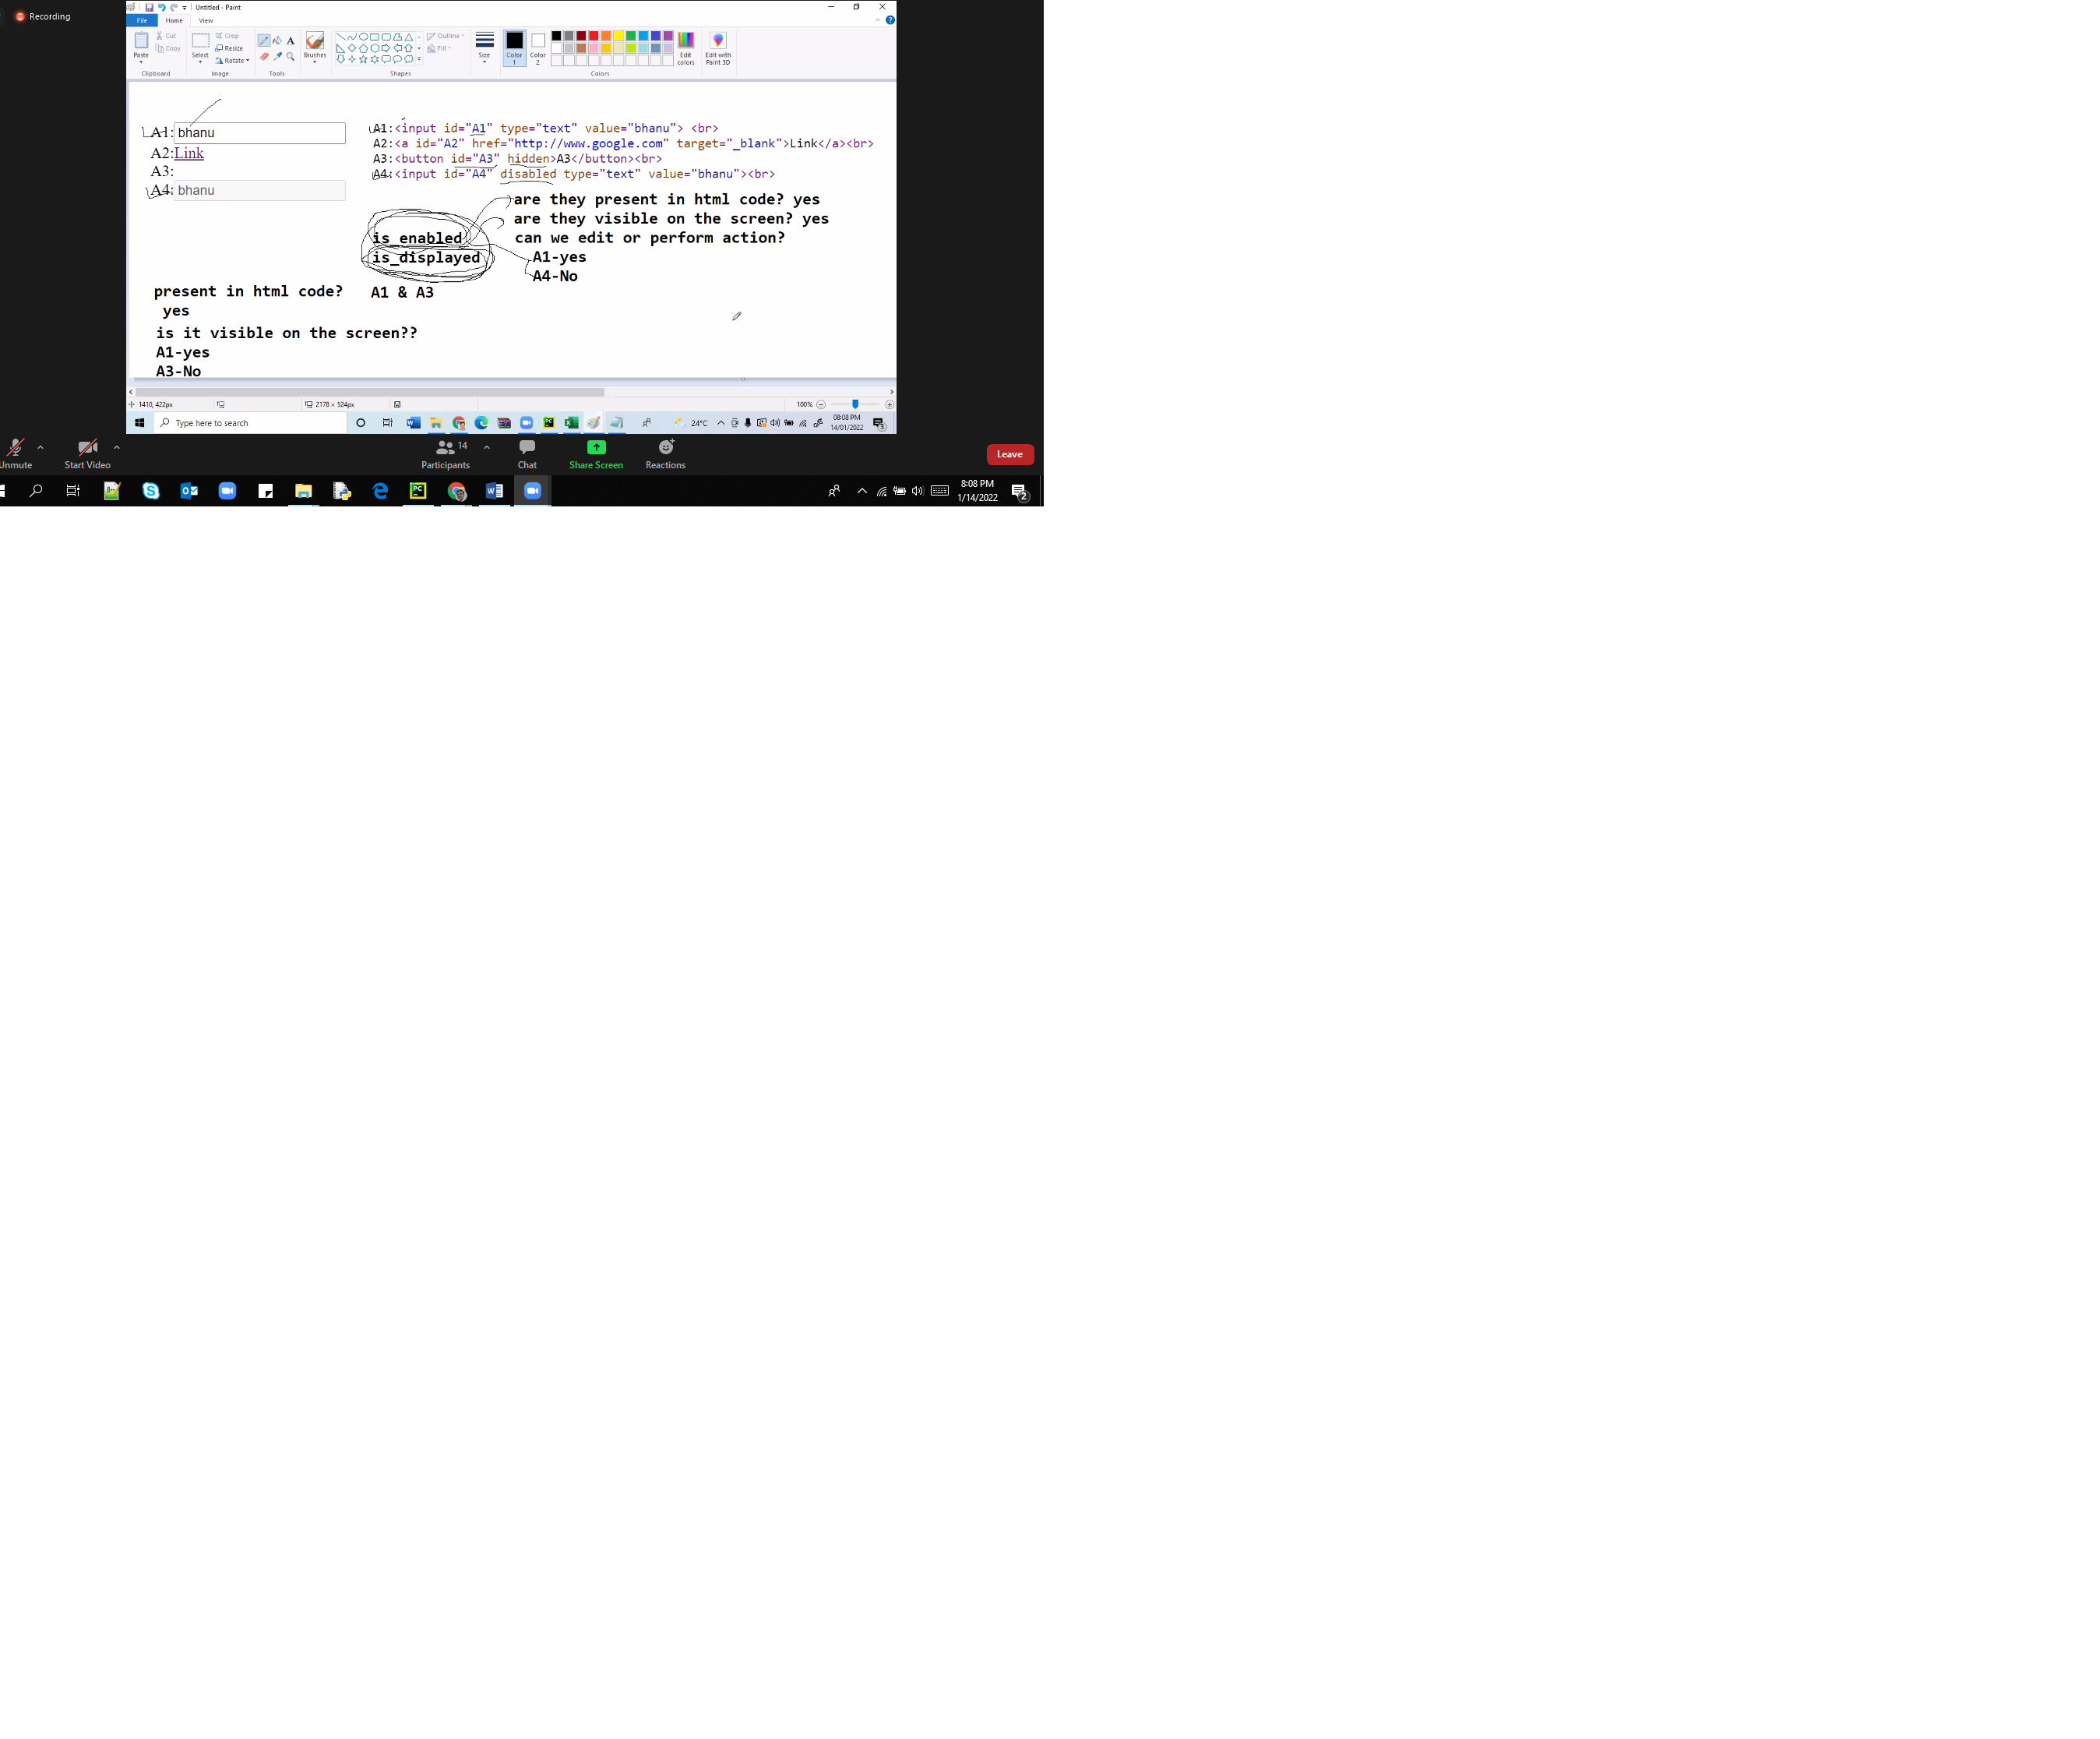 Recording
Untitled - Paint
File Home View
Paste
Cut
Copy
Clipboard
Select
Crop
Resize
Rotate
Image
Tools
Brushes
Shapes
Outline
Fill
Size
Color 1
Color 2
Colors
Edit colors
Edit with Paint 3D
A1: bhanu
A2:Link
A3:
A4: bhanu
A1:<input id="A1" type="text" value="bhanu"> <br>
A2:<a id="A2" href="http://www.google.com" target="_blank">Link</a><br>
A3:<button id="A3" hidden>A3</button><br>
A4:<input id="A4" disabled type="text" value="bhanu"><br>
are they present in html code? yes
are they visible on the screen? yes
can we edit or perform action?
A1-yes
A4-No
is_enabled
is_displayed
A1 & A3
present in html code?
yes
is it visible on the screen??
A1-yes
A3-No
1410, 422px
2178 × 524px
100%
Type here to search
24°C
08:08 PM
14/01/2022
Unmute
Start Video
14
Participants
Chat
Share Screen
Reactions
Leave
8:08 PM
1/14/2022
2